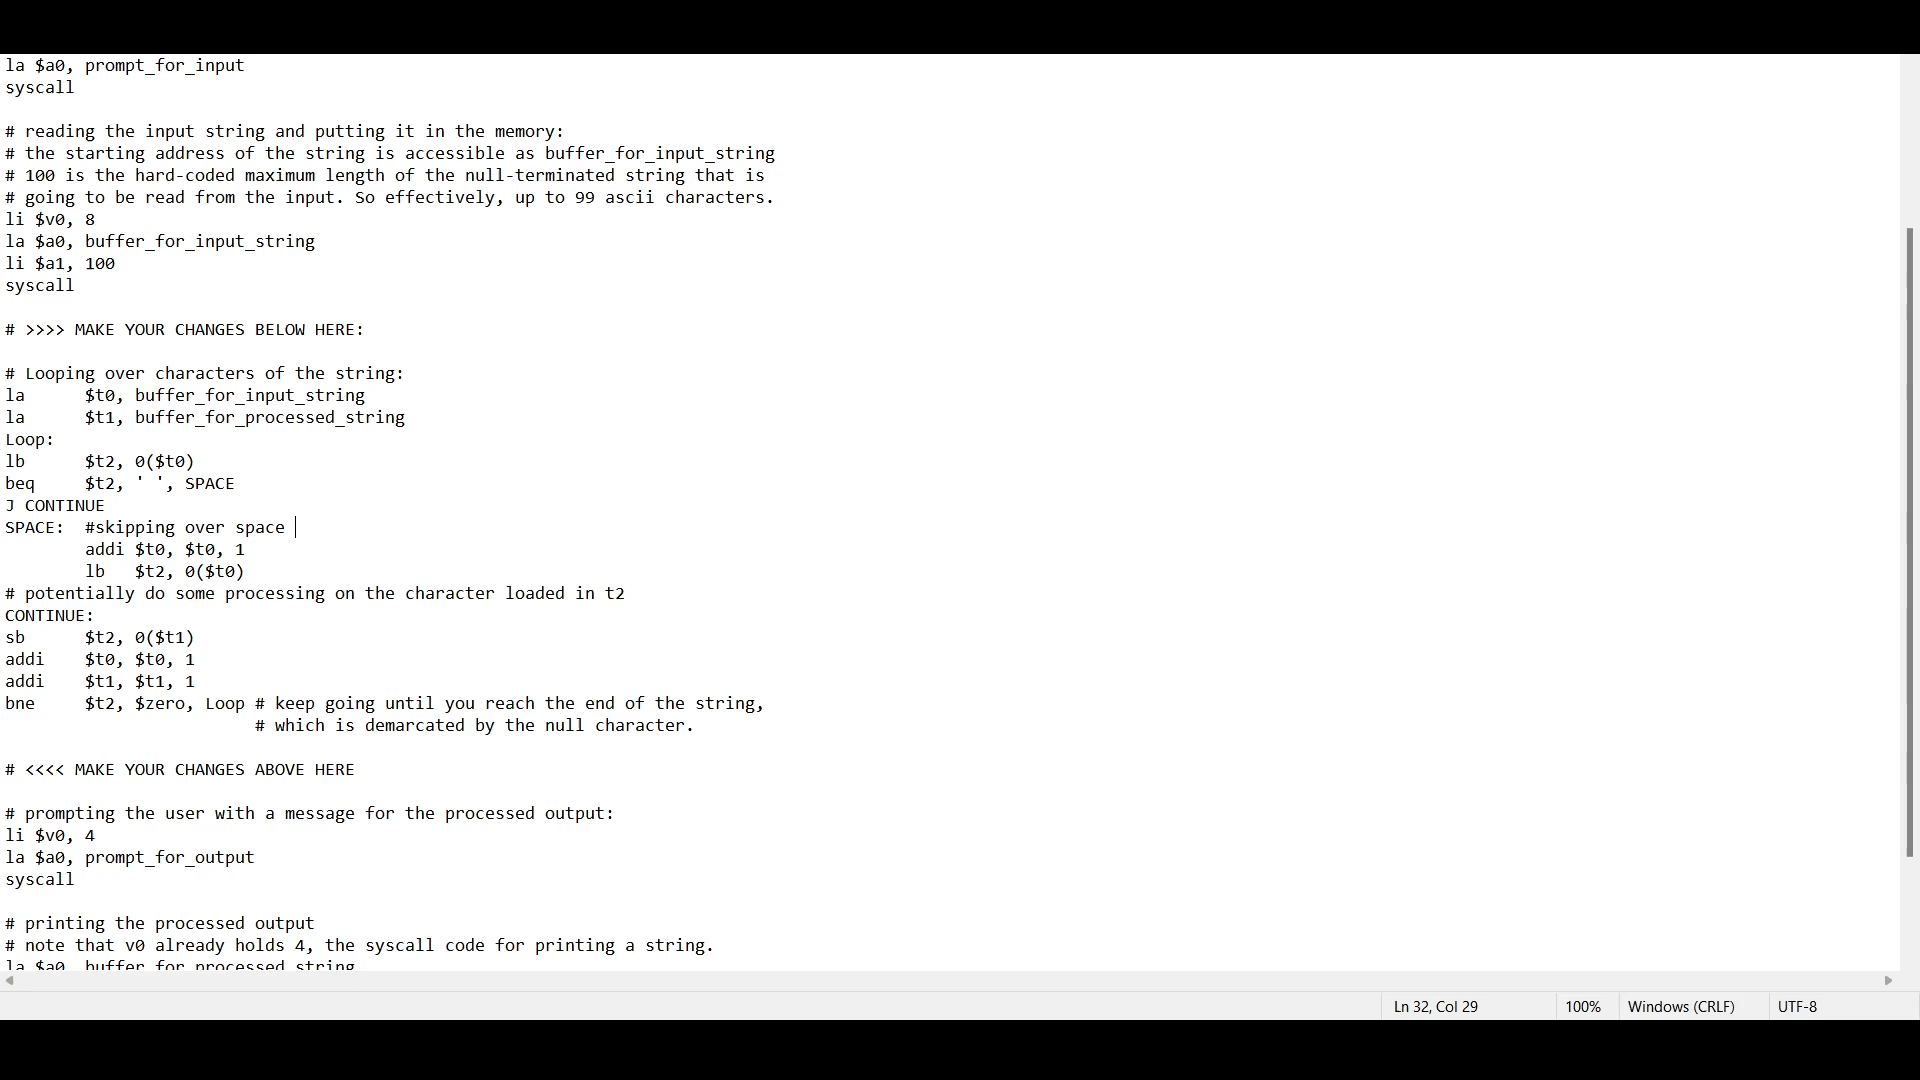 la $a0, prompt_for_input
syscall
# reading the input string and putting it in the memory:
# the starting address of the string is accessible as buffer_for_input_string
# 100 is the hard-coded maximum length of the null-terminated string that is
# going to be read from the input. So effectively, up to 99 ascii characters.
li $v0, 8
la $a0, buffer_for_input_string
li $a1, 100
syscall
# >>>> MAKE YOUR CHANGES BELOW HERE:
# Looping over characters of the string:
la      $t0, buffer_for_input_string
la      $t1, buffer_for_processed_string
Loop:
lb      $t2, 0($t0)
beq     $t2, ' ', SPACE
J CONTINUE
SPACE:  #skipping over space
        addi $t0, $t0, 1
        lb   $t2, 0($t0)
# potentially do some processing on the character loaded in t2
CONTINUE:
sb      $t2, 0($t1)
addi    $t0, $t0, 1
addi    $t1, $t1, 1
bne     $t2, $zero, Loop # keep going until you reach the end of the string,
                         # which is demarcated by the null character.
# <<<< MAKE YOUR CHANGES ABOVE HERE
# prompting the user with a message for the processed output:
li $v0, 4
la $a0, prompt_for_output
syscall
# printing the processed output
# note that v0 already holds 4, the syscall code for printing a string.
la $a0, buffer_for_processed_string
Ln 32, Col 29 100% Windows (CRLF) UTF-8